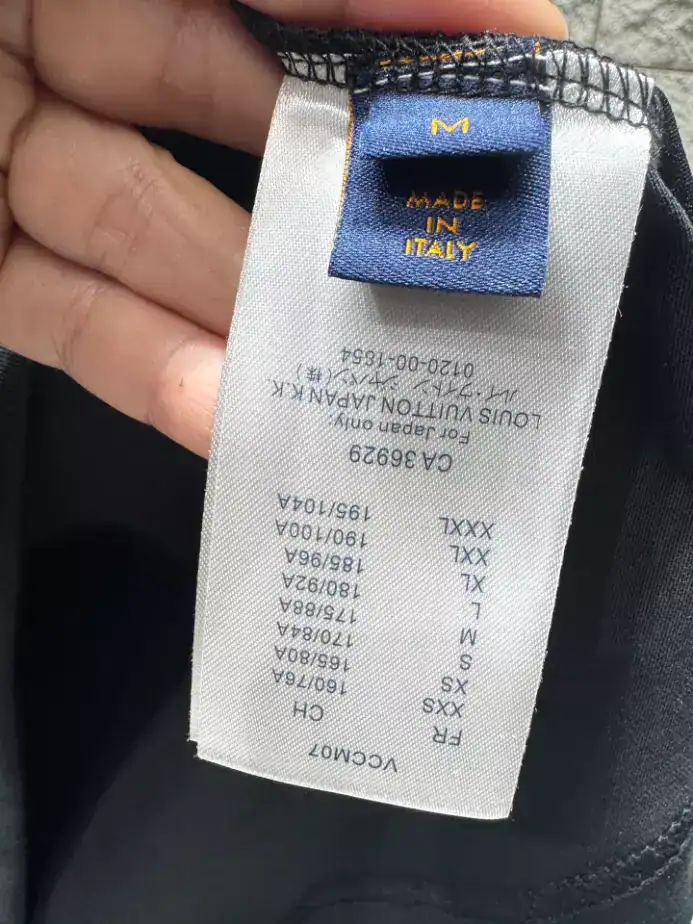 M
MADE
IN
ITALY
VCCM07
FR CH
XXS 160/76A
XS 165/80A
S 170/84A
M 175/88A
L 180/92A
XL 185/96A
XXL 190/100A
XXXL 195/104A
CA 36929
For Japan only.
LOUIS VUITTON JAPAN K.K.
ルイ・ヴィトン ジャパン(株)
0120-00-1854